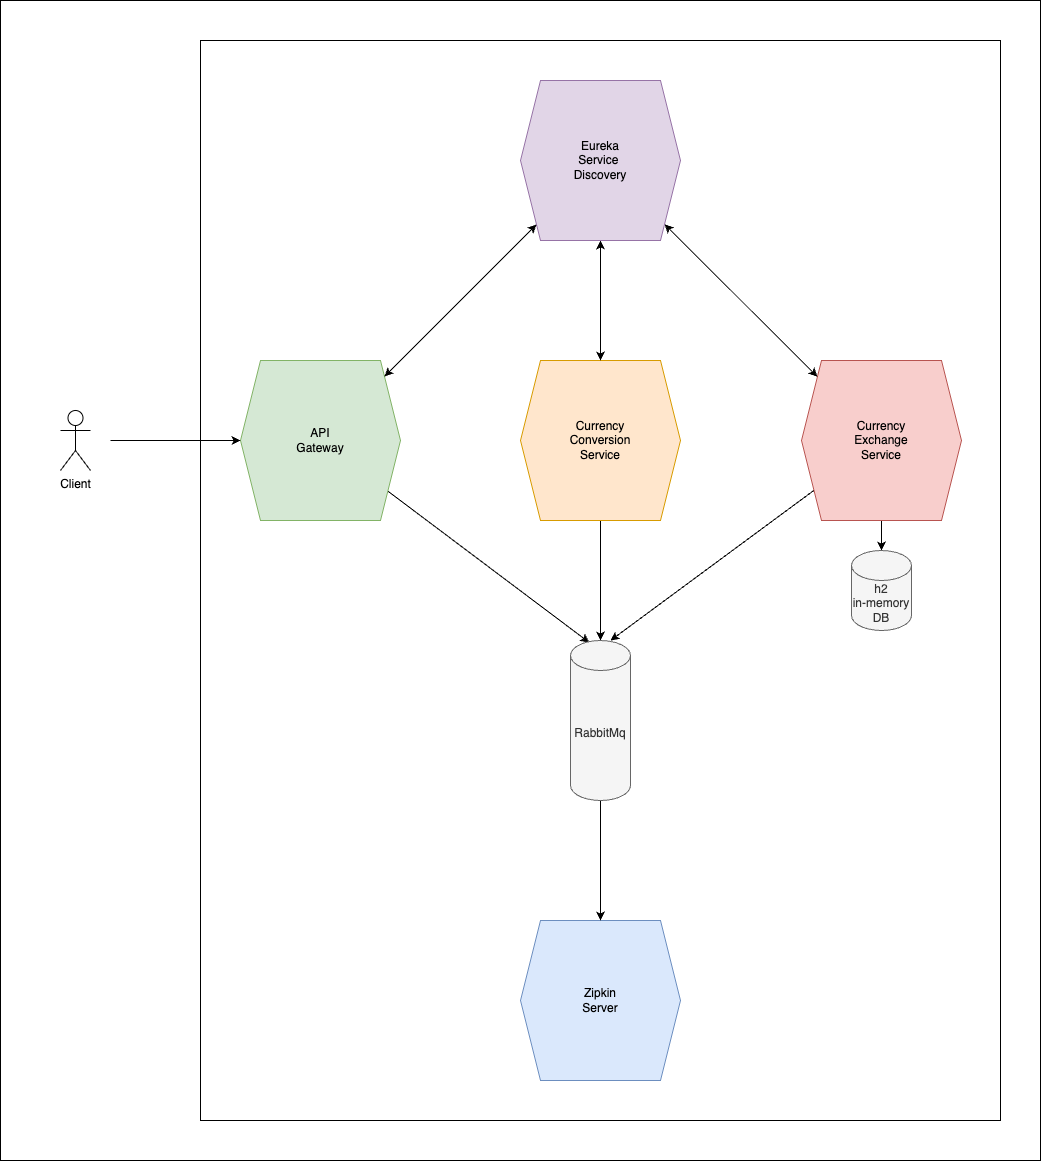 Eureka
Service
Discovery
API
Gateway
Currency
Conversion
Service
Currency
Exchange
Service
Client
h2
in-memory
DB
RabbitMq
Zipkin
Server